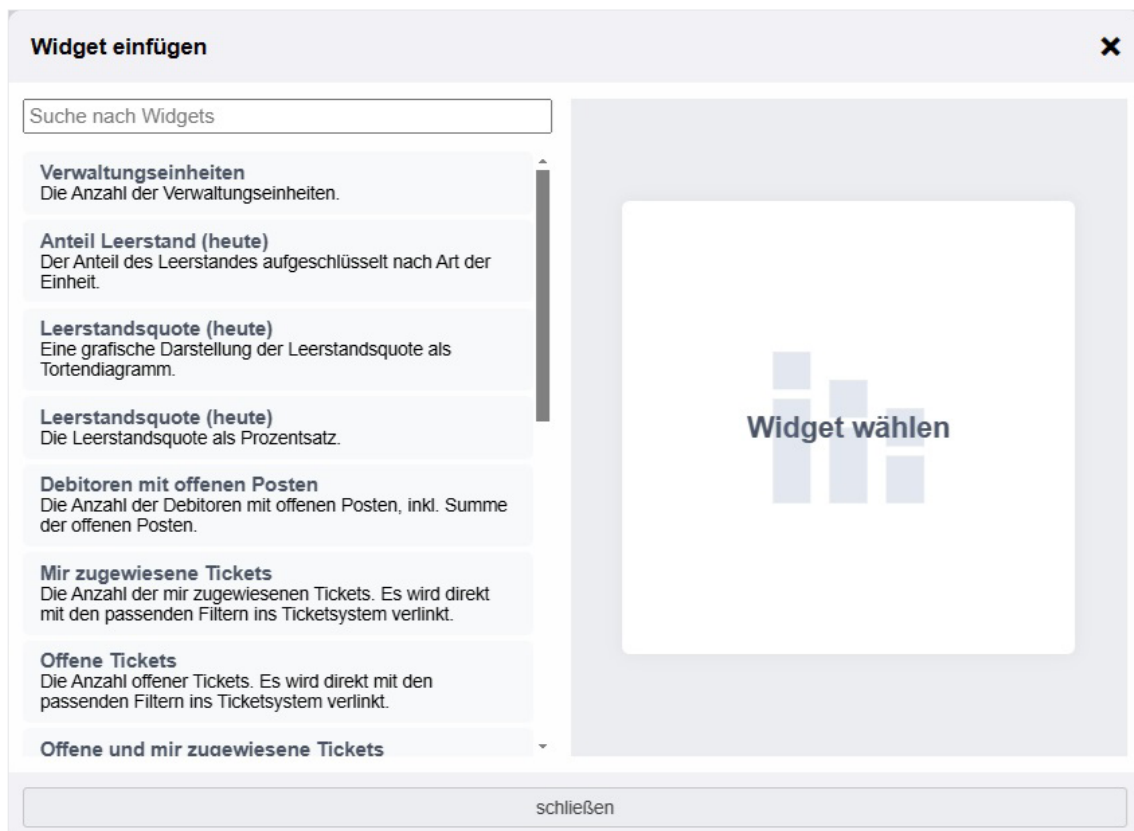 Widget einfügen
Suche nach Widgets
Verwaltungseinheiten
Die Anzahl der Verwaltungseinheiten.
Anteil Leerstand (heute)
Der Anteil des Leerstandes aufgeschlüsselt nach Art der
Einheit.
Leerstandsquote (heute)
Eine grafische Darstellung der Leerstandsquote als
Tortendiagramm.
Leerstandsquote (heute)
Die Leerstandsquote als Prozentsatz.
Debitoren mit offenen Posten
Die Anzahl der Debitoren mit offenen Posten, inkl. Summe
der offenen Posten.
Mir zugewiesene Tickets
Die Anzahl der mir zugewiesenen Tickets. Es wird direkt
mit den passenden Filtern ins Ticketsystem verlinkt.
Offene Tickets
Die Anzahl offener Tickets. Es wird direkt mit den
passenden Filtern ins Ticketsystem verlinkt.
Offene und mir zugewiesene Tickets
Widget wählen
schließen